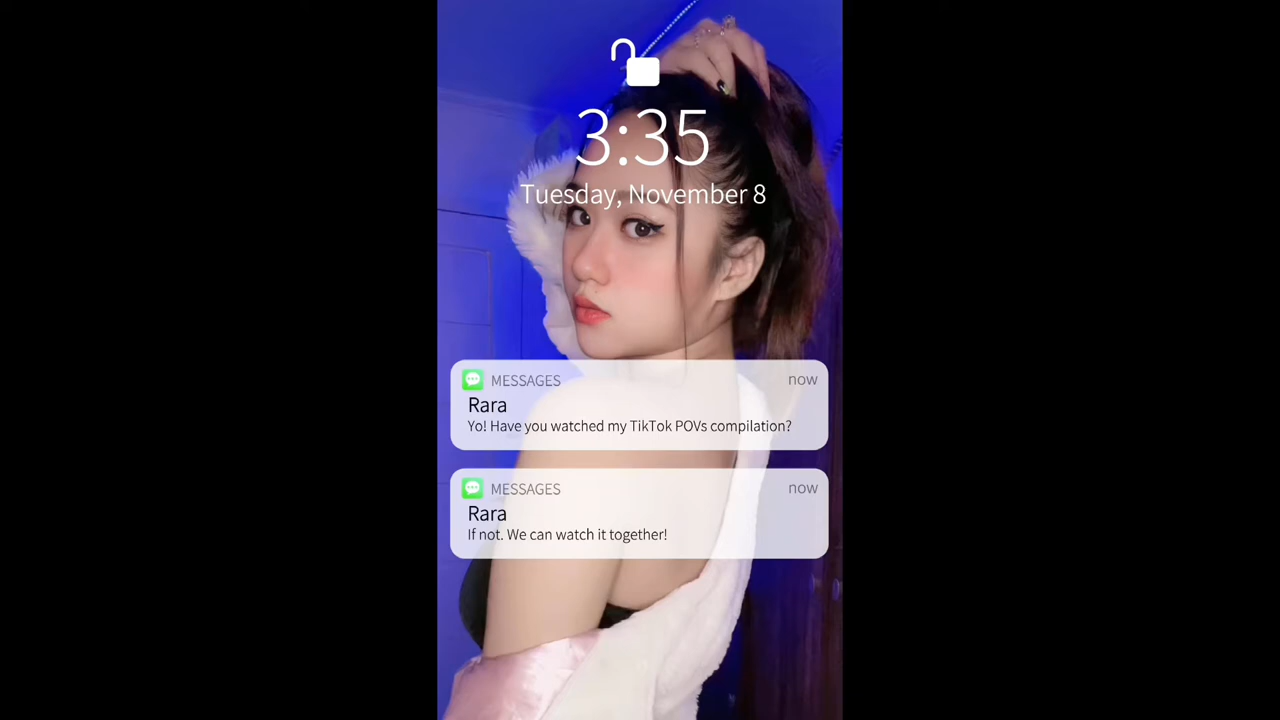 3:35
Tuesday, November 8
MESSAGES now
Rara
Yo! Have you watched my TikTok POVs compilation?
MESSAGES now
Rara
If not. We can watch it together!